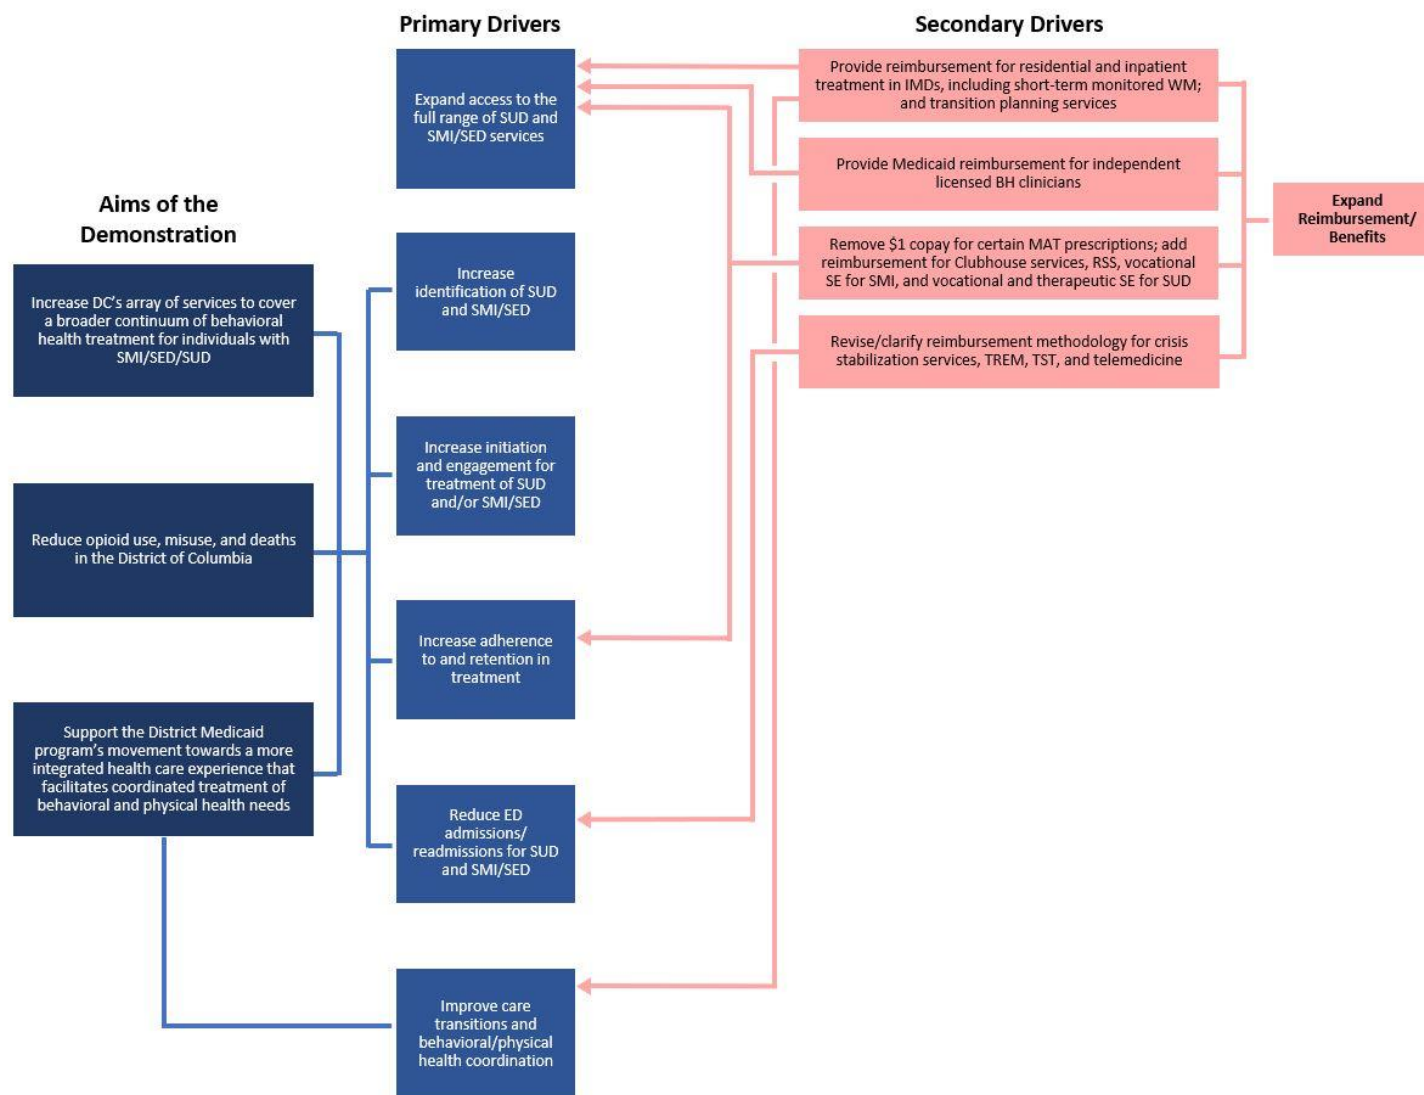 Primary Drivers
Secondary Drivers
Expand access to the
full range of SUD and
SMI/SED services
Provide reimbursement for residential and inpatient
treatment in IMDs, including short-term monitored WM;
and transition planning services
Provide Medicaid reimbursement for independent
licensed BH clinicians
Aims of the
Demonstration
Expand
Reimbursement/
Benefits
Increase
identification of SUD
and SMI/SED
Remove $1 copay for certain MAT prescriptions; add
reimbursement for Clubhouse services, RSS, vocational
SE for SMI, and vocational and therapeutic SE for SUD
Increase DC’s array of services to cover
a broader continuum of behavioral
health treatment for individuals with
SMI/SED/SUD
Revise/clarify reimbursement methodology for crisis
stabilization services, TREM, TST, and telemedicine
Increase initiation
and engagement for
treatment of SUD
and/or SMI/SED
Reduce opioid use, misuse, and deaths
in the District of Columbia
Increase adherence
to and retention in
treatment
Support the District Medicaid
program’s movement towards a more
integrated health care experience that
facilitates coordinated treatment of
behavioral and physical health needs
Reduce ED
admissions/
readmissions for SUD
and SMI/SED
Improve care
transitions and
behavioral/physical
health coordination